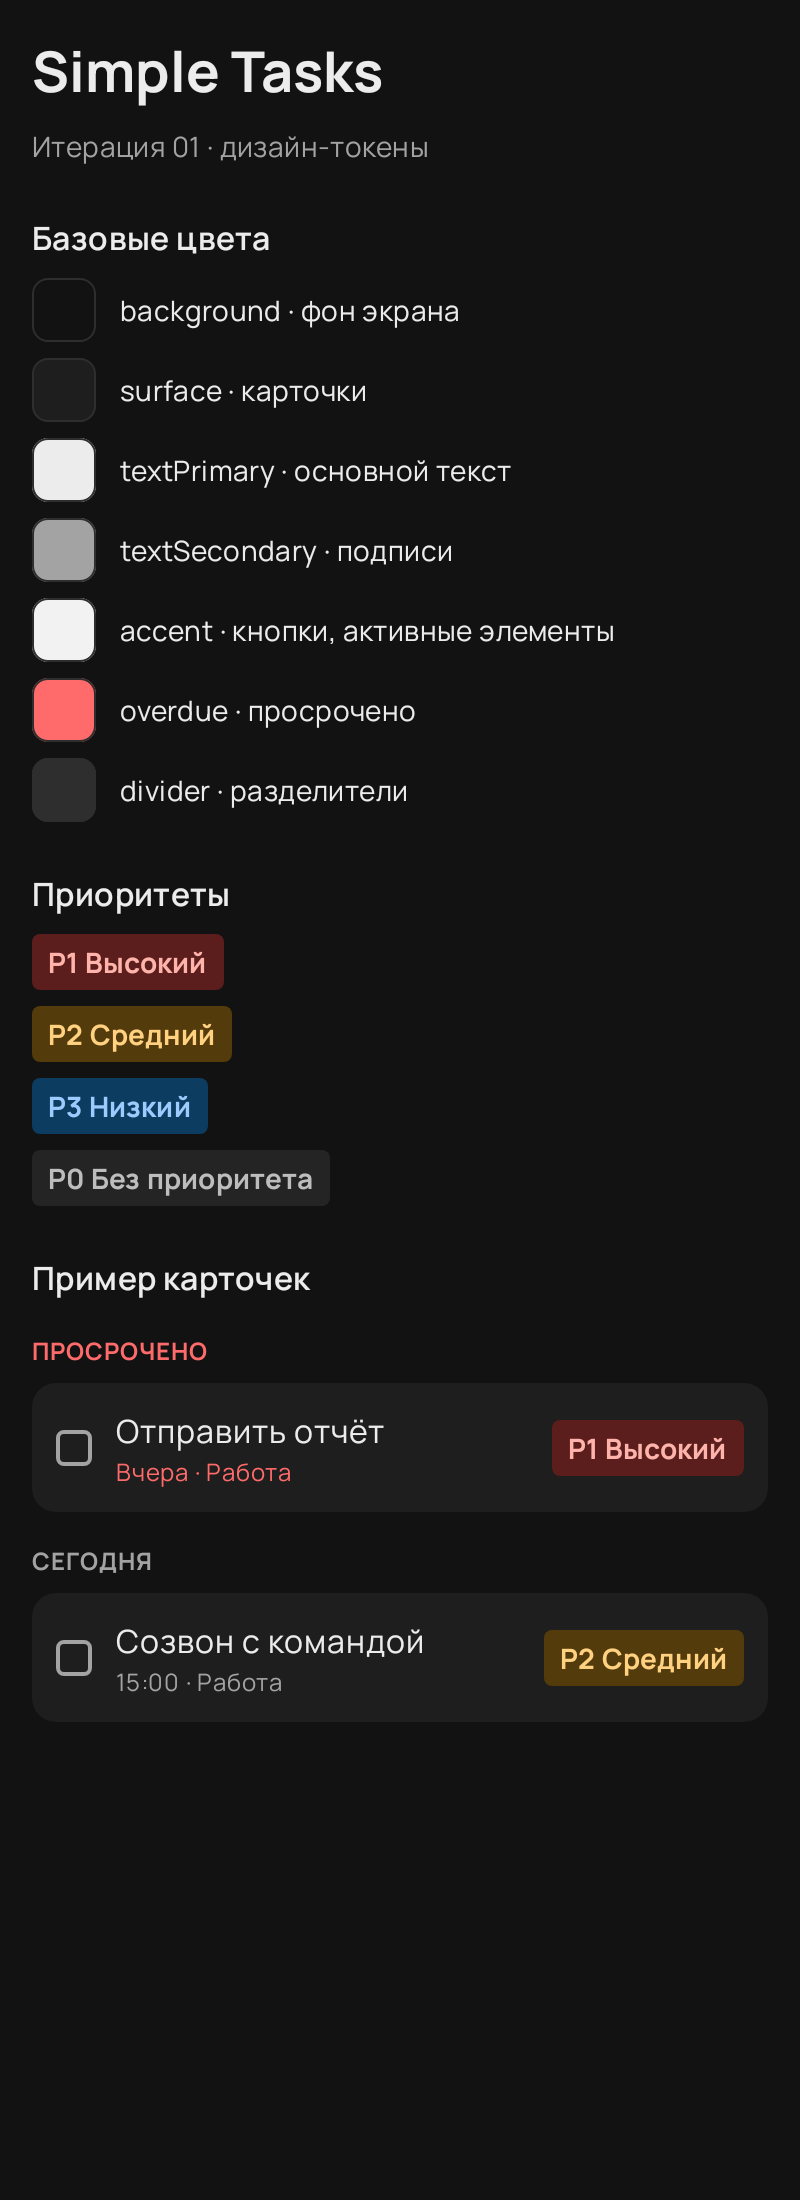 Simple Tasks
Итерация 01 · дизайн-токены
Базовые цвета
background · фон экрана
surface · карточки
textPrimary · основной текст
textSecondary · подписи
accent · кнопки, активные элементы
overdue · просрочено
divider · разделители
Приоритеты
P1 Высокий
P2 Средний
P3 Низкий
P0 Без приоритета
Пример карточек
ПРОСРОЧЕНО
Отправить отчёт
P1 Высокий
Вчера · Работа
СЕГОДНЯ
Созвон с командой
P2 Средний
15:00 · Работа